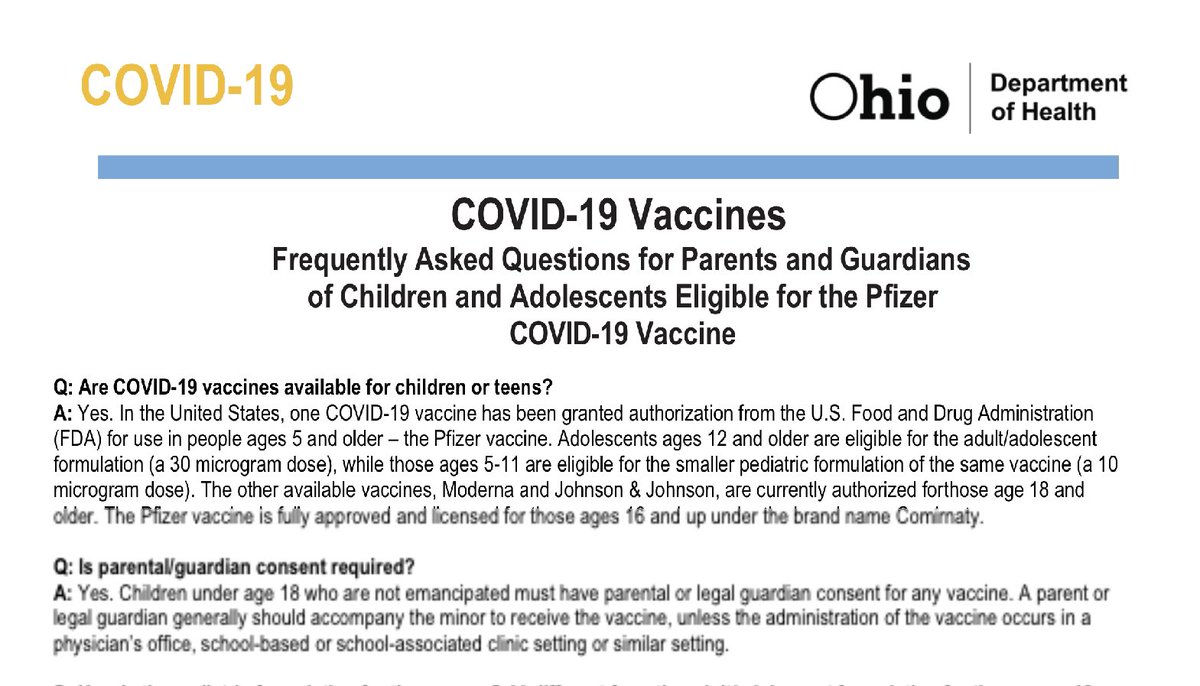 COVID-19
Ohio
Department
of Health
COVID-19 Vaccines
Frequently Asked Questions for Parents and Guardians
of Children and Adolescents Eligible for the Pfizer
COVID-19 Vaccine
Q: Are COVID-19 vaccines available for children or teens?
A: Yes. In the United States, one COVID-19 vaccine has been granted authorization from the U.S. Food and Drug Administration
(FDA) for use in people ages 5 and older – the Pfizer vaccine. Adolescents ages 12 and older are eligible for the adult/adolescent
formulation (a 30 microgram dose), while those ages 5-11 are eligible for the smaller pediatric formulation of the same vaccine (a 10
microgram dose). The other available vaccines, Moderna and Johnson & Johnson, are currently authorized forthose age 18 and
older. The Pfizer vaccine is fully approved and licensed for those ages 16 and up under the brand name Comirnaty.
Q: Is parental/guardian consent required?
A: Yes. Children under age 18 who are not emancipated must have parental or legal guardian consent for any vaccine. A parent or
legal guardian generally should accompany the minor to receive the vaccine, unless the administration of the vaccine occurs in a
physician's office, school-based or school-associated clinic setting or similar setting.